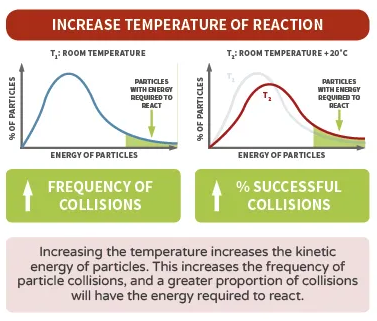 INCREASE TEMPERATURE OF REACTION
T1: ROOM TEMPERATURE
% OF PARTICLES
PARTICLES
WITH ENERGY
REQUIRED TO
REACT
ENERGY OF PARTICLES
T2: ROOM TEMPERATURE +20˚C
% OF PARTICLES
T1
T2
PARTICLES
WITH ENERGY
REQUIRED TO
REACT
ENERGY OF PARTICLES
FREQUENCY OF
COLLISIONS
% SUCCESSFUL
COLLISIONS
Increasing the temperature increases the kinetic
energy of particles. This increases the frequency of
particle collisions, and a greater proportion of collisions
will have the energy required to react.